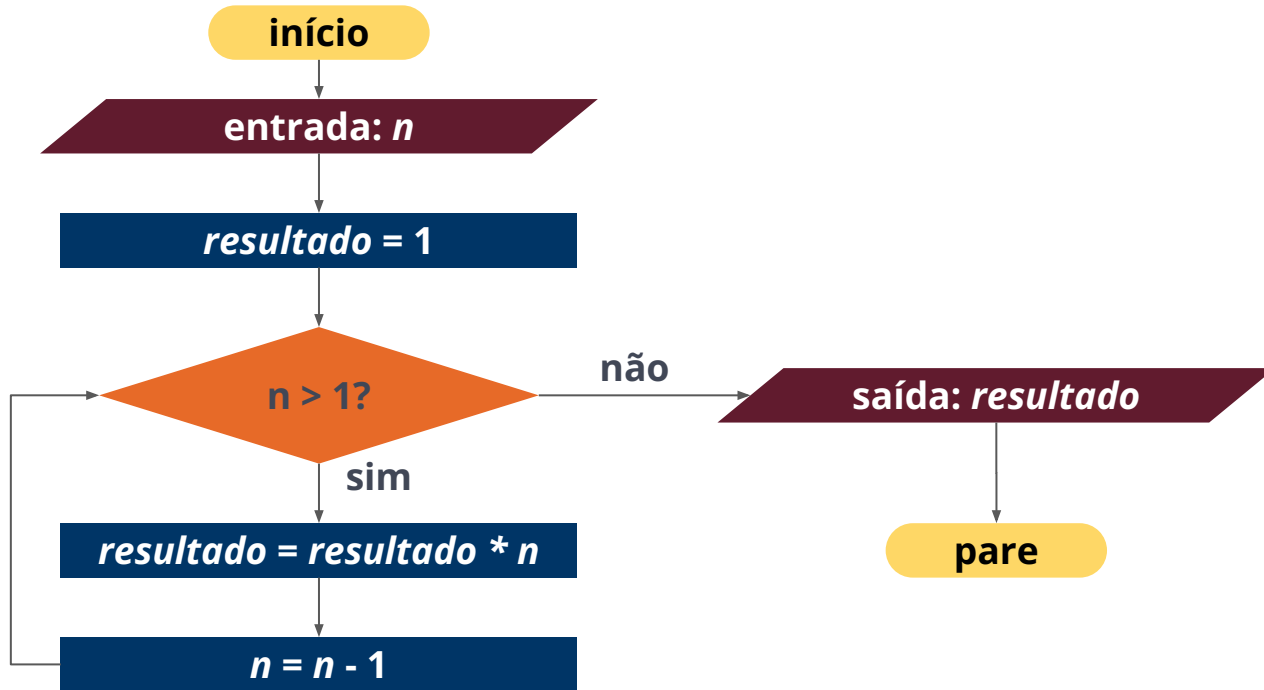 início
entrada: n
resultado = 1
n > 1?
não
saída: resultado
sim
resultado = resultado * n
pare
n = n - 1